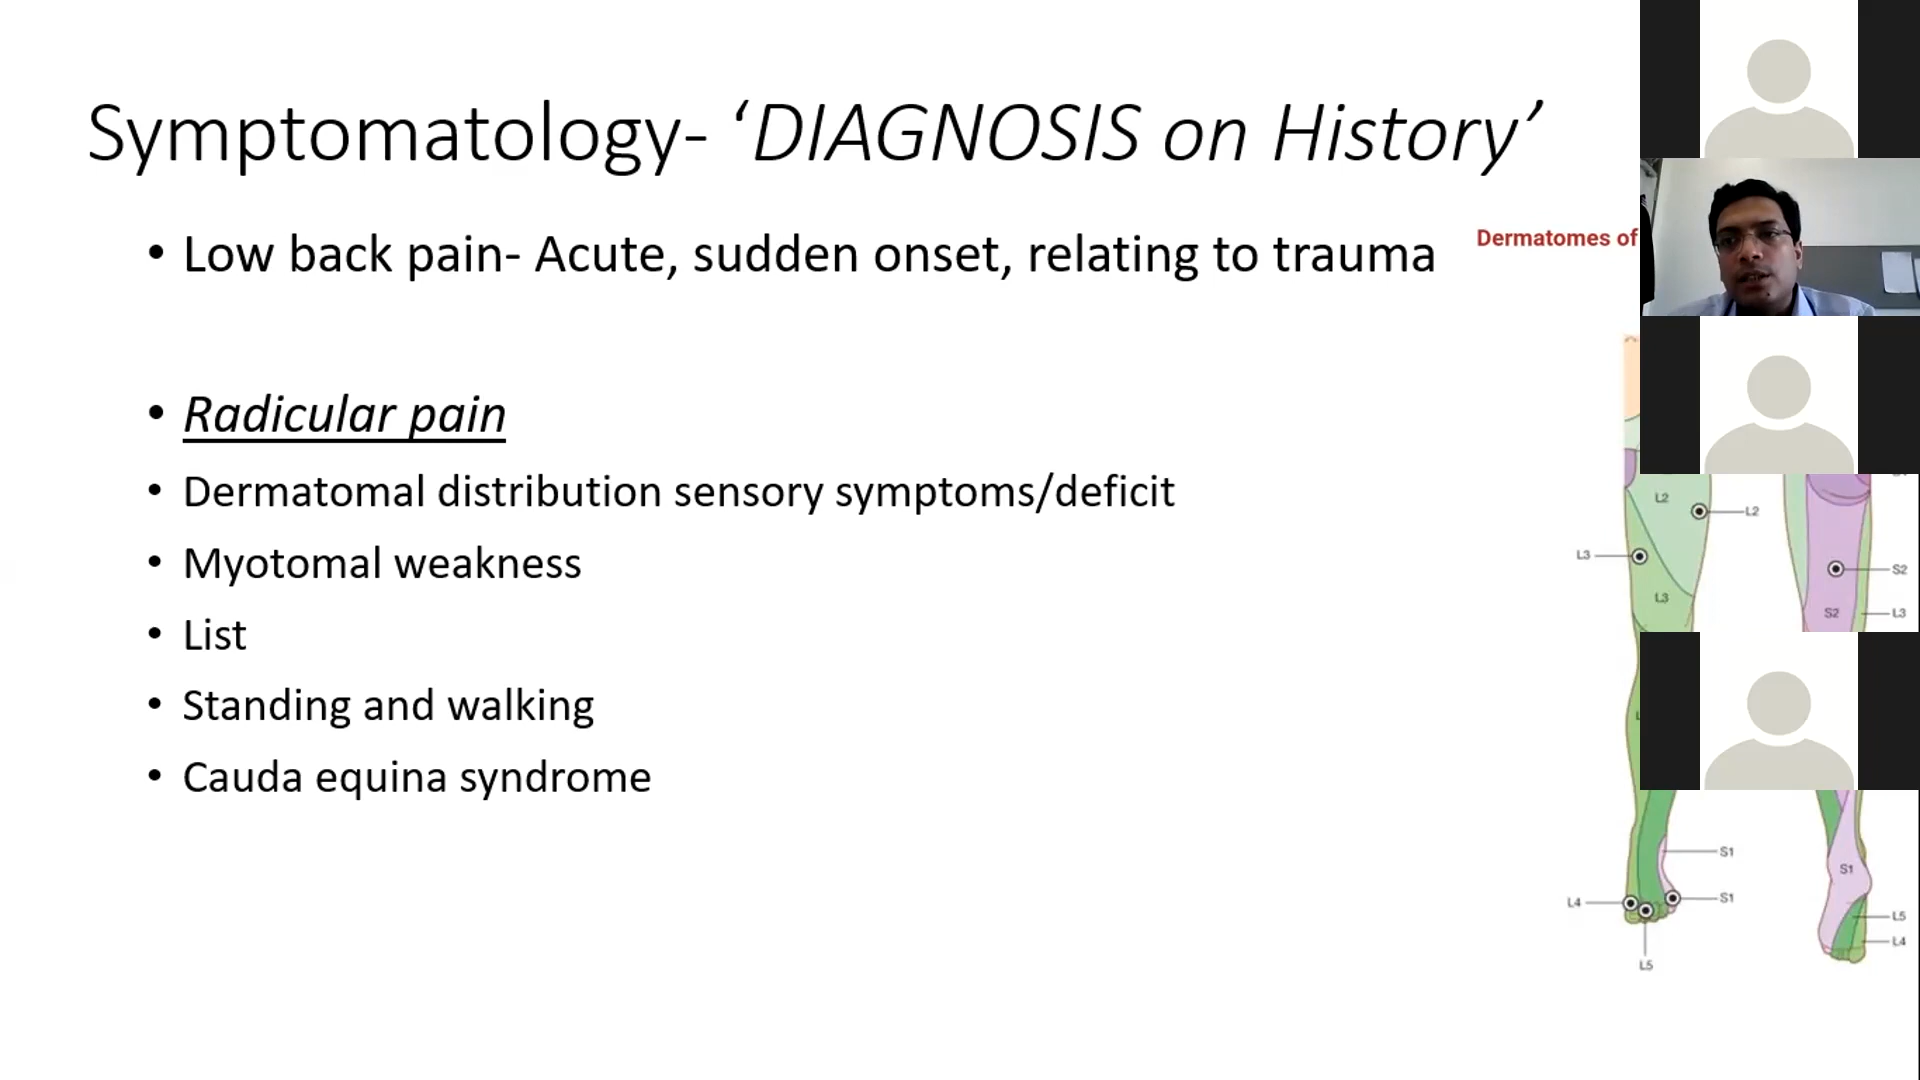 Symptomatology- ‘DIAGNOSIS on History’
• Low back pain- Acute, sudden onset, relating to trauma
Dermatomes of
• Radicular pain
• Dermatomal distribution sensory symptoms/deficit
• Myotomal weakness
• List
• Standing and walking
• Cauda equina syndrome
L2
L2
L3
L3
S2
S2
L3
S1
S1
L4
L5
S1
L5
L4